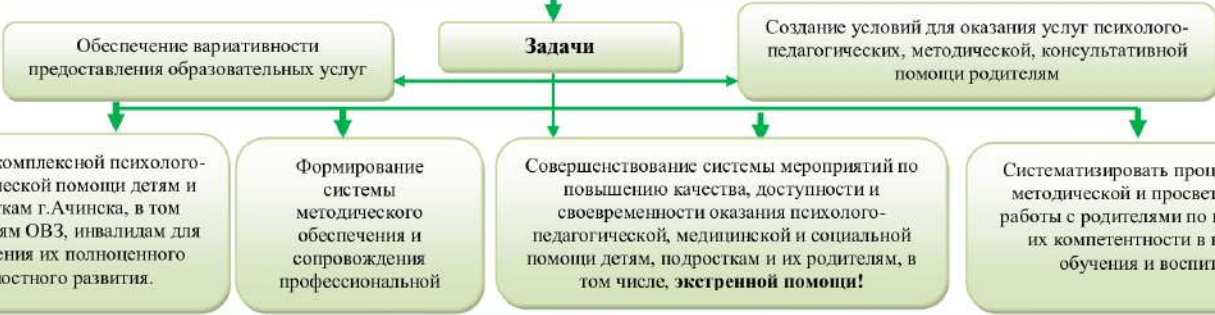 Обеспечение вариативности
предоставления образовательных услуг
Задачи
Создание условий для оказания услуг психолого-
педагогических, методической, консультативной
помощи родителям
комплексной психолого-
ческой помощи детям и
ткам г.Ачинска, в том
ям ОВЗ, инвалидам для
ения их полноценного
остного развития.
Формирование
системы
методического
обеспечения и
сопровождения
профессиональной
Совершенствование системы мероприятий по
повышению качества, доступности и
своевременности оказания психолого-
педагогической, медицинской и социальной
помощи детям, подросткам и их родителям, в
том числе, экстренной помощи!
Систематизировать проц
методической и просвет
работы с родителями по
их компетентности в
обучения и воспит